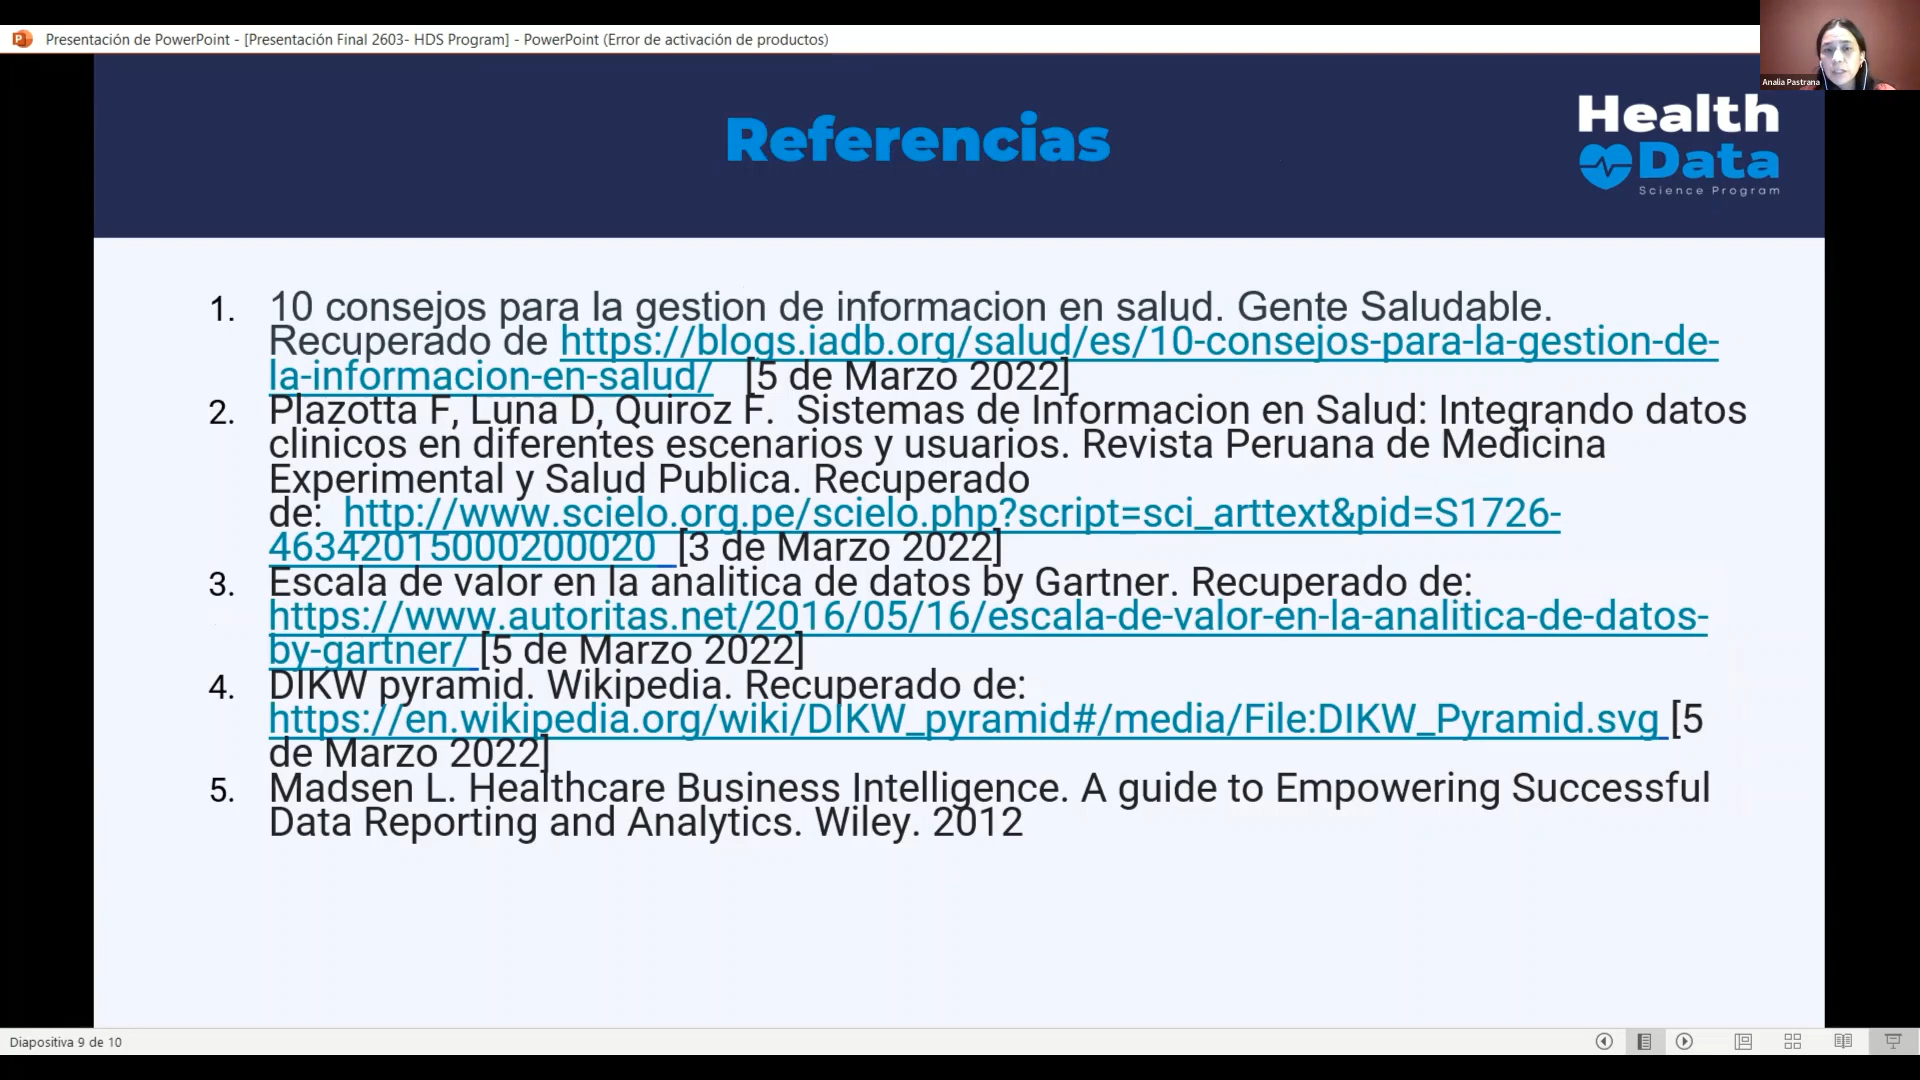 Presentación de PowerPoint - [Presentación Final 2603- HDS Program] - PowerPoint (Error de activación de productos)
Analia Pastrana
Referencias
Health
Data
Science Program
1. 10 consejos para la gestion de informacion en salud. Gente Saludable.
Recuperado de https://blogs.iadb.org/salud/es/10-consejos-para-la-gestion-de-
la-informacion-en-salud/ [5 de Marzo 2022]
2. Plazotta F, Luna D, Quiroz F. Sistemas de Informacion en Salud: Integrando datos
clinicos en diferentes escenarios y usuarios. Revista Peruana de Medicina
Experimental y Salud Publica. Recuperado
de: http://www.scielo.org.pe/scielo.php?script=sci_arttext&pid=S1726-
46342015000200020 [3 de Marzo 2022]
3. Escala de valor en la analitica de datos by Gartner. Recuperado de:
https://www.autoritas.net/2016/05/16/escala-de-valor-en-la-analitica-de-datos-
by-gartner/ [5 de Marzo 2022]
4. DIKW pyramid. Wikipedia. Recuperado de:
https://en.wikipedia.org/wiki/DIKW_pyramid#/media/File:DIKW_Pyramid.svg [5
de Marzo 2022]
5. Madsen L. Healthcare Business Intelligence. A guide to Empowering Successful
Data Reporting and Analytics. Wiley. 2012
Diapositiva 9 de 10